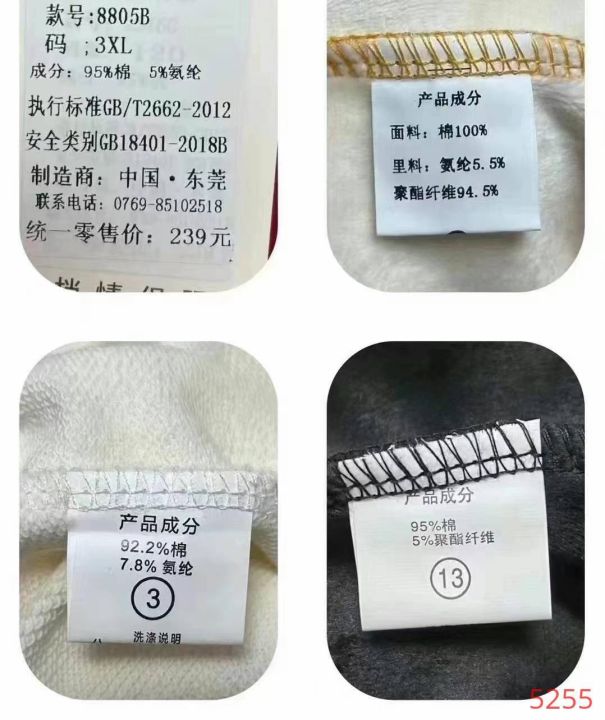 款号:8805B
码 ;3XL
成分: 95%棉 5%氨纶
执行标准GB/T2662-2012
安全类别GB18401-2018B
制造商: 中国·东莞
联系电话: 0769-85102518
统一零售价: 239元
产品成分
面料: 棉100%
里料: 氨纶5.5%
聚酯纤维94.5%
产品成分
92.2%棉
7.8% 氨纶
3
洗涤说明
产品成分
95%棉
5%聚酯纤维
13
5255